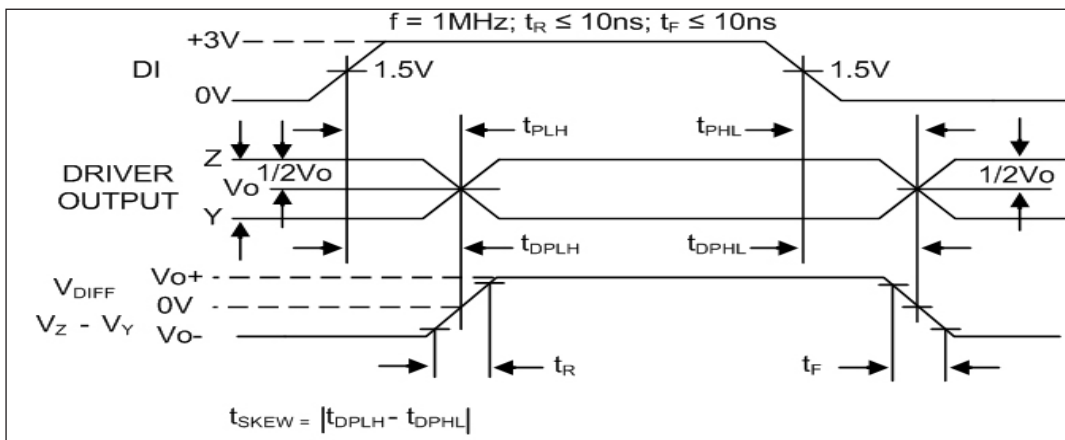 f = 1MHz; tR ≤ 10ns; tF ≤ 10ns
+3V
DI
1.5V
1.5V
0V
tPLH
tPHL
Z
DRIVER OUTPUT
1/2Vo
Vo
1/2Vo
Y
tDPLH
tDPHL
Vo+
VDIFF
0V
VZ - VY
Vo-
tR
tF
tSKEW = |tDPLH - tDPHL|